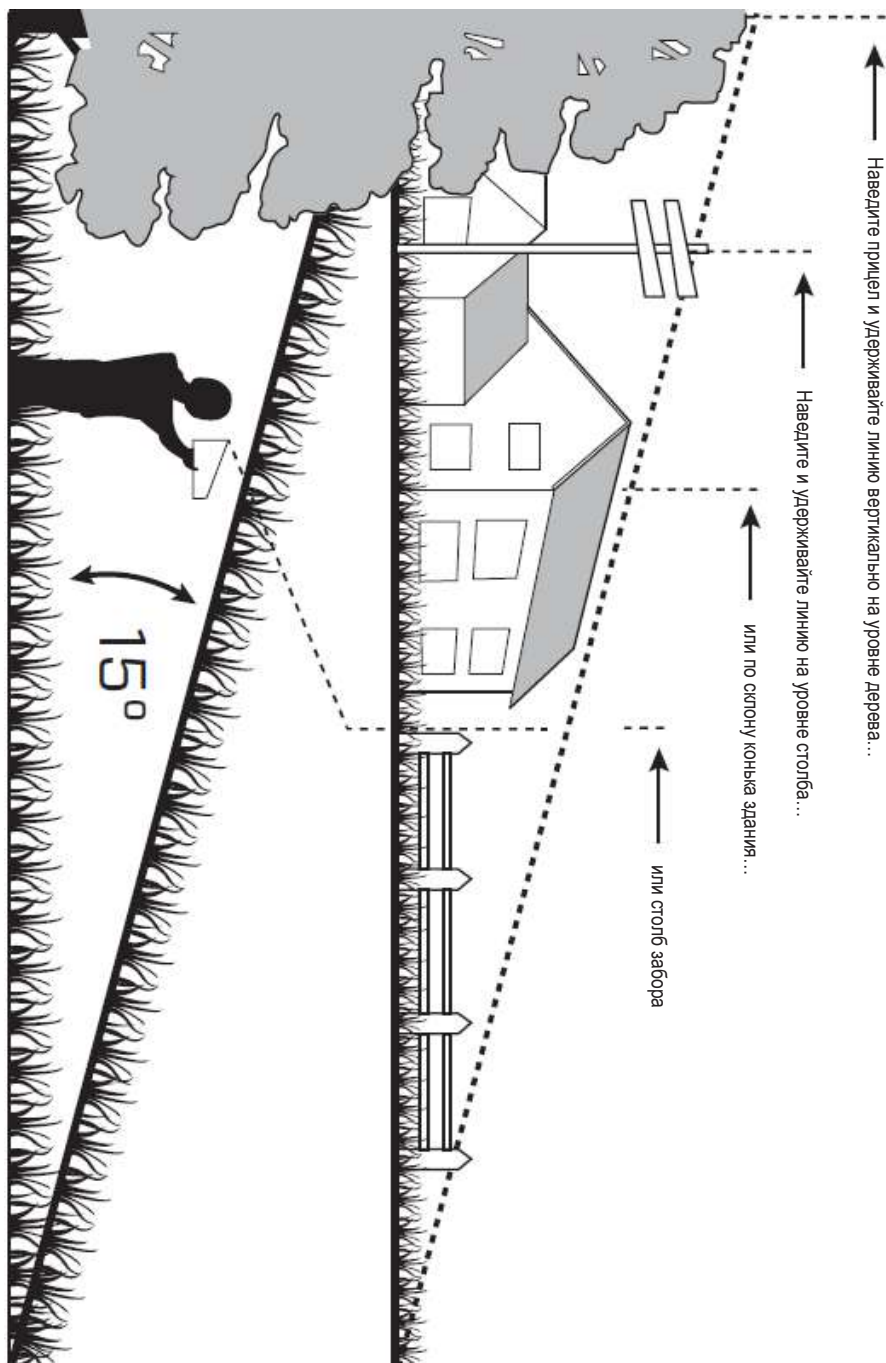 Наведите прицел и удерживайте линию вертикально на уровне дерева...
Наведите и удерживайте линию на уровне столба...
или по склону конька здания...
или столб забора
15°